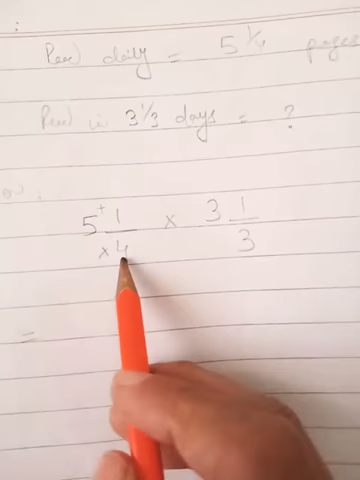 Read daily = 5 1/4 pages
Read in 3 1/3 days = ?
5 + 1/× 4 × 3 1/3
=